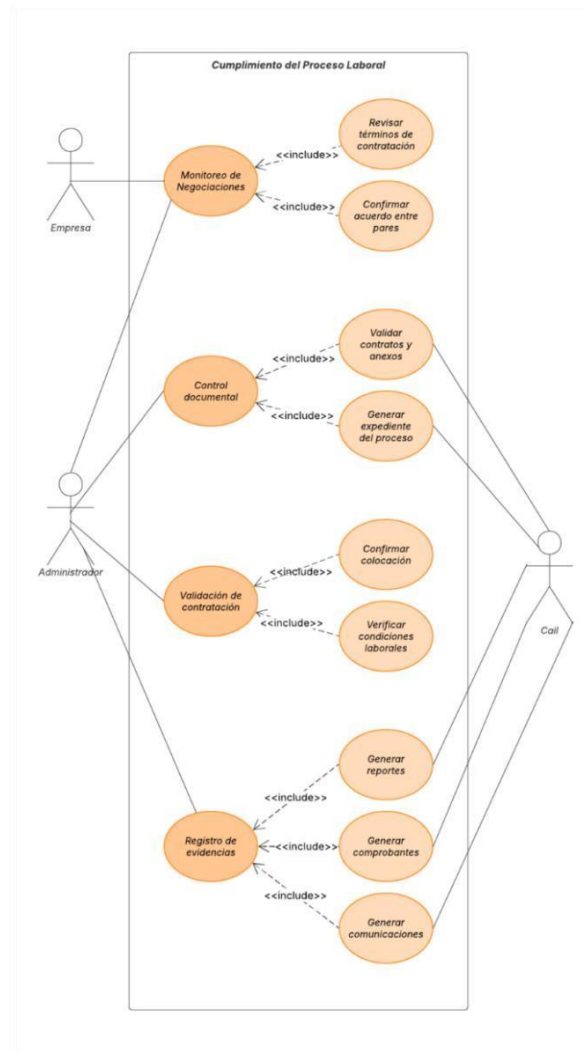 Cumplimiento del Proceso Laboral
Revisar
términos de
contratación
<<include>>
Monitoreo de
Negociaciones
Empresa
<<include>>
Confirmar
acuerdo entre
pares
Validar
contratos y
anexos
<<include>>
Control
documental
<<include>>
Generar
expediente
del proceso
Administrador
Confirmar
colocación
<<include>>
Validación de
contratación
<<include>>
Verificar
condiciones
laborales
Cail
Generar
reportes
<<include>>
Registro de
evidencias
<<include>>
Generar
comprobantes
<<include>>
Generar
comunicaciones